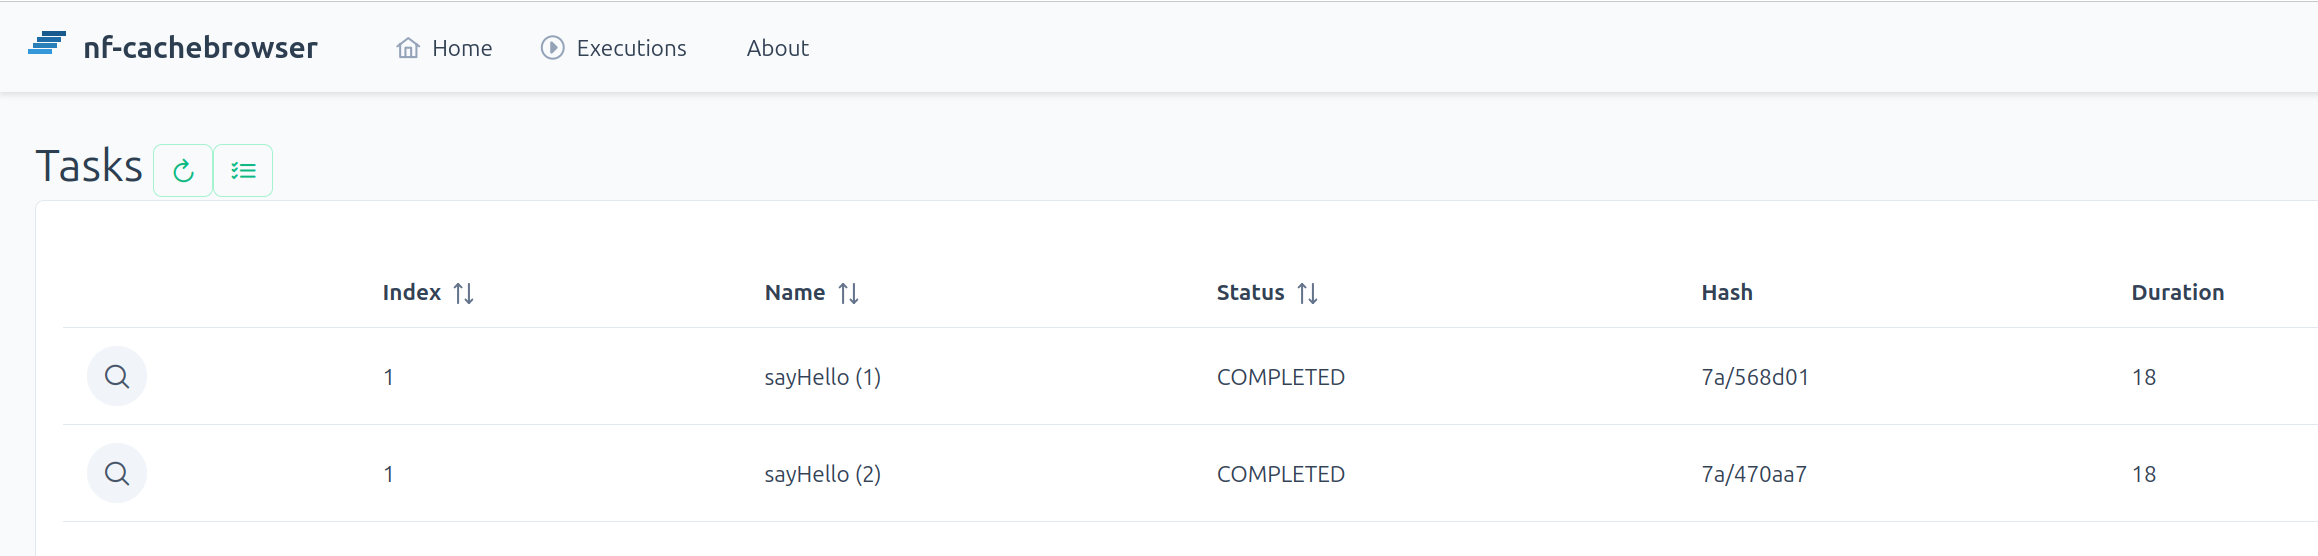 nf-cachebrowser Home Executions About
Tasks
Index Name Status Hash Duration
1 sayHello (1) COMPLETED 7a/568d01 18
1 sayHello (2) COMPLETED 7a/470aa7 18